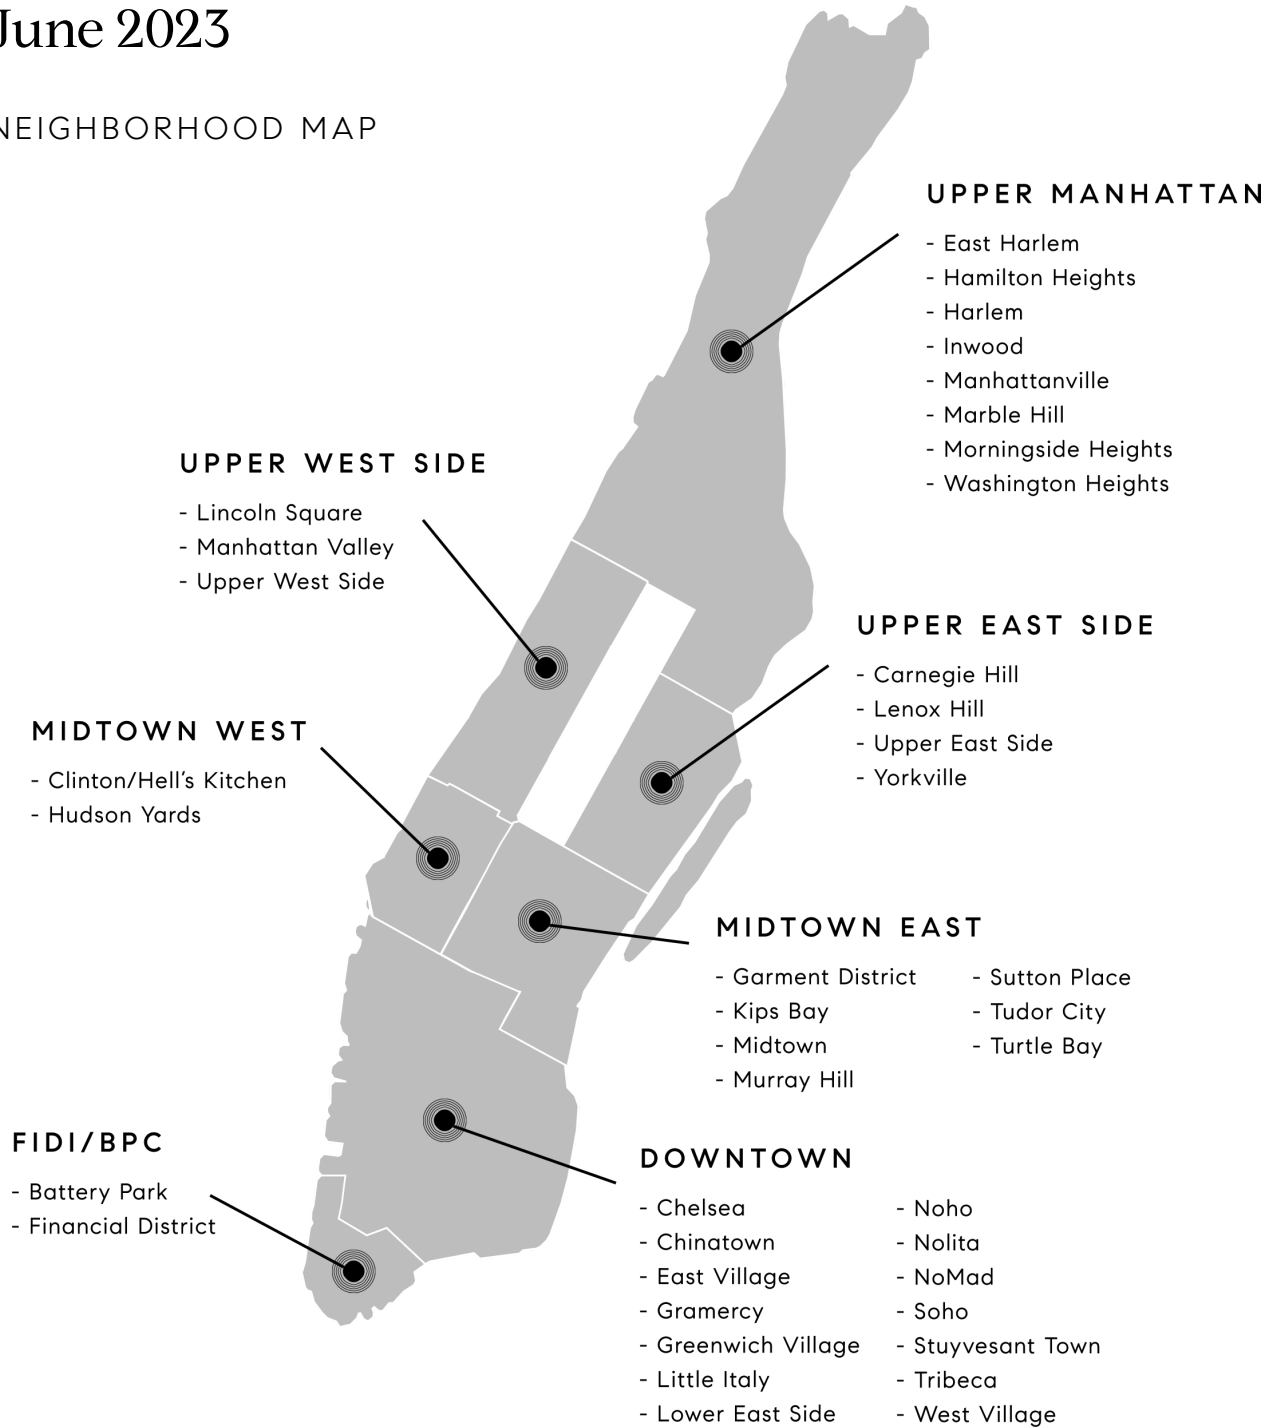 June 2023
NEIGHBORHOOD MAP
UPPER MANHATTAN
- East Harlem
- Hamilton Heights
- Harlem
- Inwood
- Manhattanville
- Marble Hill
- Morningside Heights
- Washington Heights
UPPER WEST SIDE
- Lincoln Square
- Manhattan Valley
- Upper West Side
UPPER EAST SIDE
- Carnegie Hill
- Lenox Hill
- Upper East Side
- Yorkville
MIDTOWN WEST
- Clinton/Hell's Kitchen
- Hudson Yards
MIDTOWN EAST
- Garment District
- Kips Bay
- Midtown
- Murray Hill
- Sutton Place
- Tudor City
- Turtle Bay
FIDI/BPC
- Battery Park
- Financial District
DOWNTOWN
- Chelsea
- Chinatown
- East Village
- Gramercy
- Greenwich Village
- Little Italy
- Lower East Side
- Noho
- Nolita
- NoMad
- Soho
- Stuyvesant Town
- Tribeca
- West Village